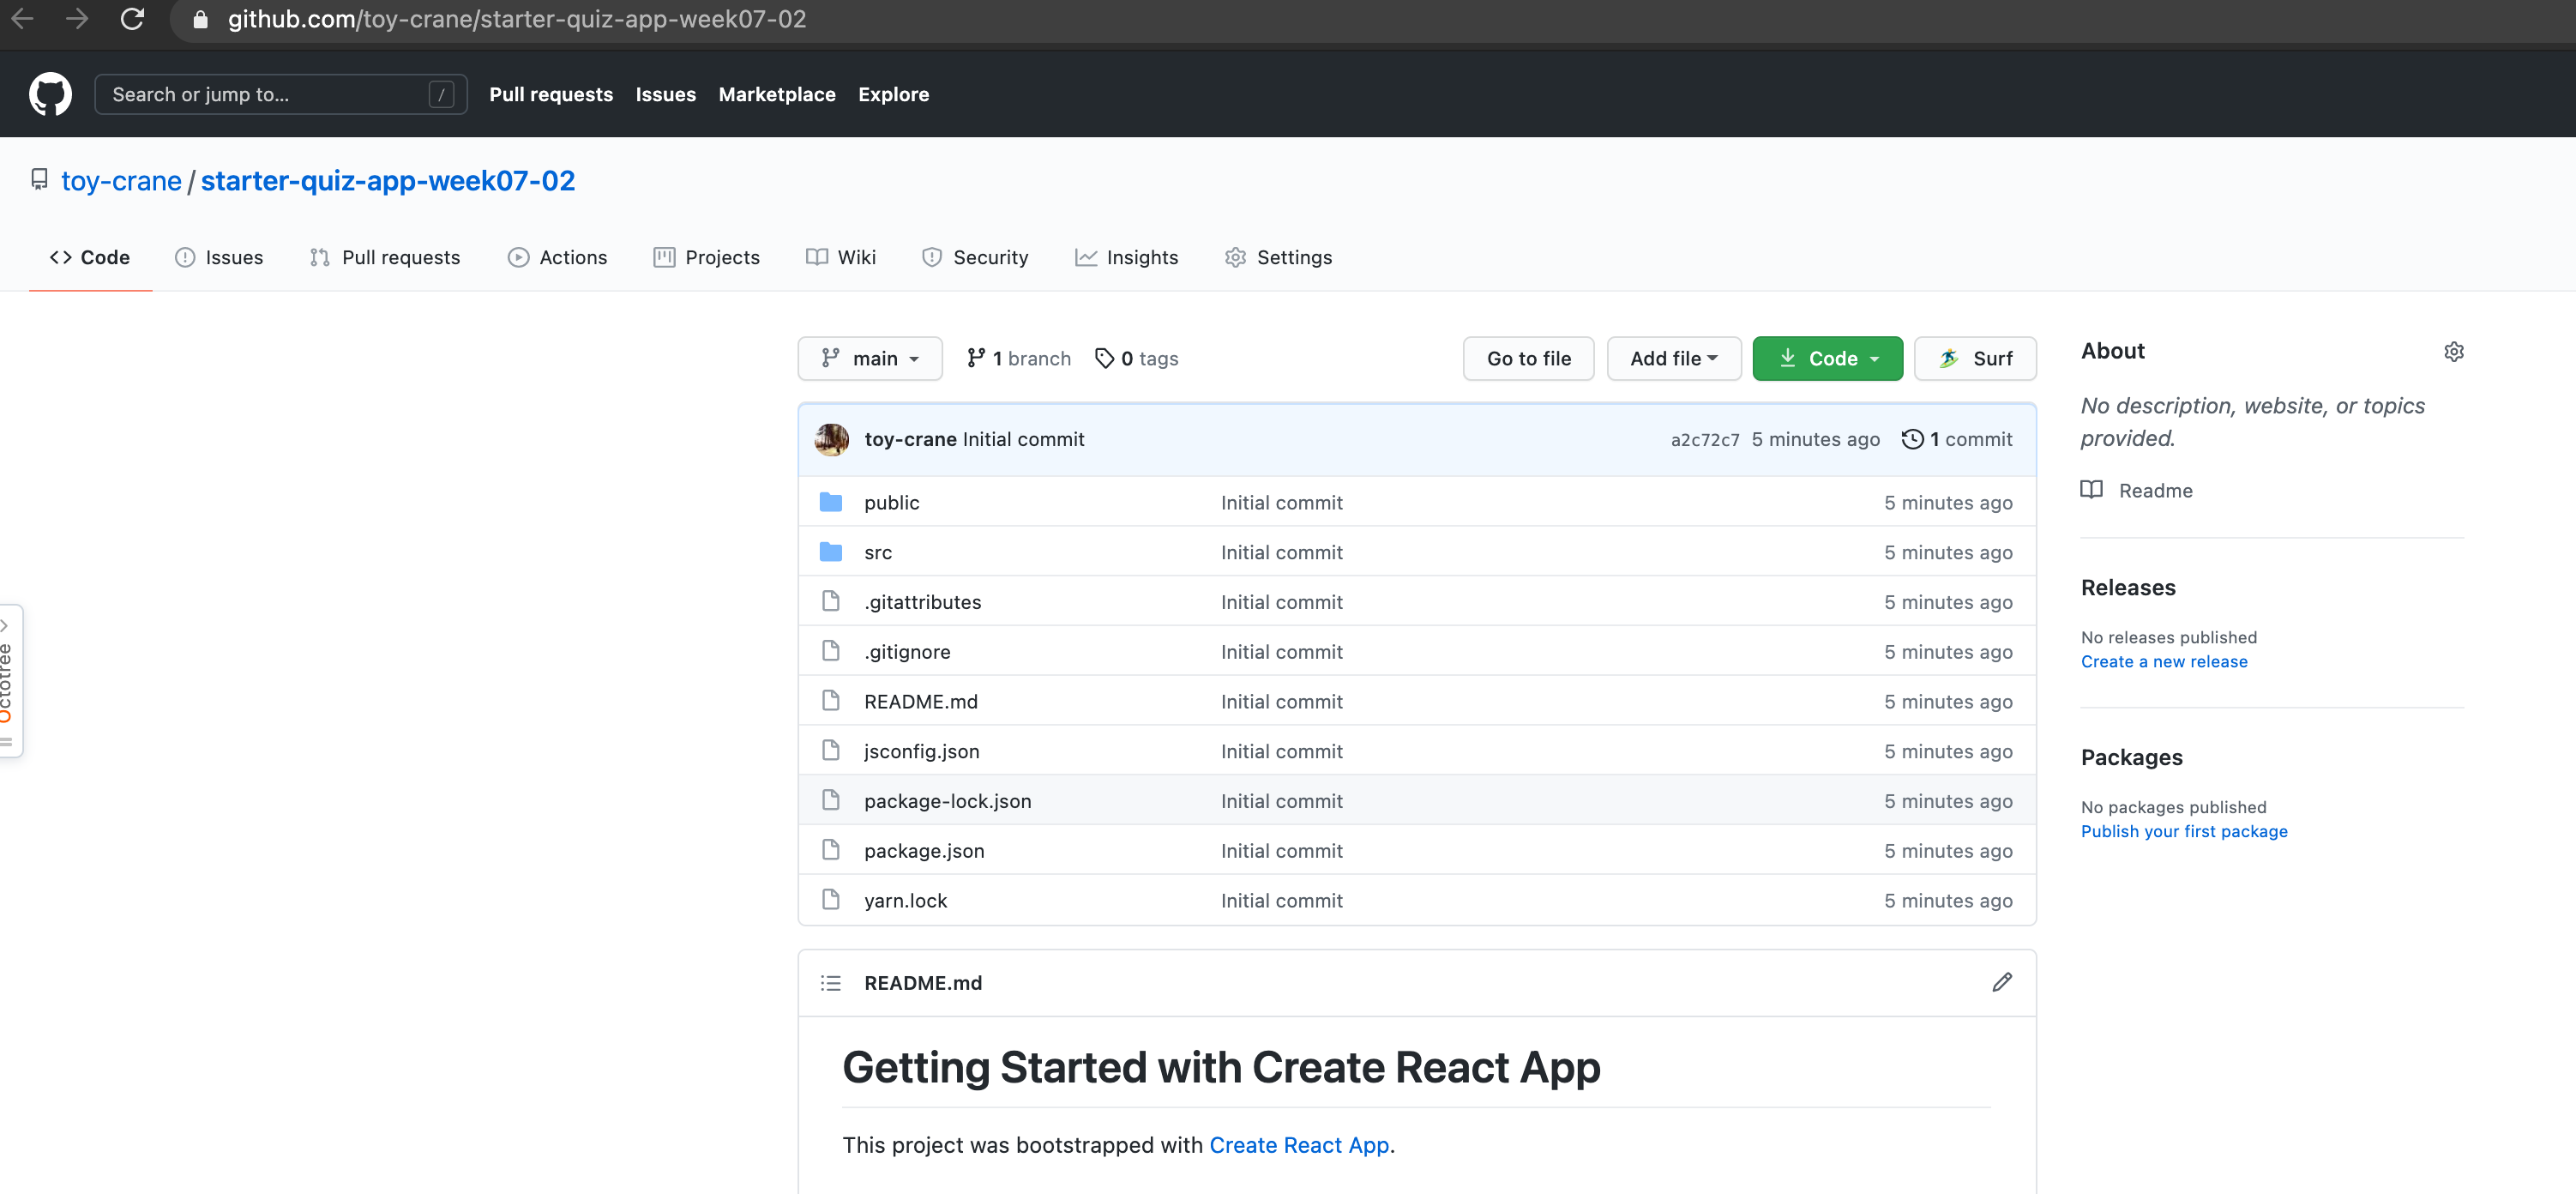 github.com/toy-crane/starter-quiz-app-week07-02
Search or jump to... /
Pull requests Issues Marketplace Explore
toy-crane / starter-quiz-app-week07-02
<> Code Issues Pull requests Actions Projects Wiki Security Insights Settings
main 1 branch 0 tags Go to file Add file Code Surf
toy-crane Initial commit a2c72c7 5 minutes ago 1 commit
public Initial commit 5 minutes ago
src Initial commit 5 minutes ago
.gitattributes Initial commit 5 minutes ago
.gitignore Initial commit 5 minutes ago
README.md Initial commit 5 minutes ago
jsconfig.json Initial commit 5 minutes ago
package-lock.json Initial commit 5 minutes ago
package.json Initial commit 5 minutes ago
yarn.lock Initial commit 5 minutes ago
Octotree
README.md
Getting Started with Create React App
This project was bootstrapped with Create React App.
About
No description, website, or topics
provided.
Readme
Releases
No releases published
Create a new release
Packages
No packages published
Publish your first package